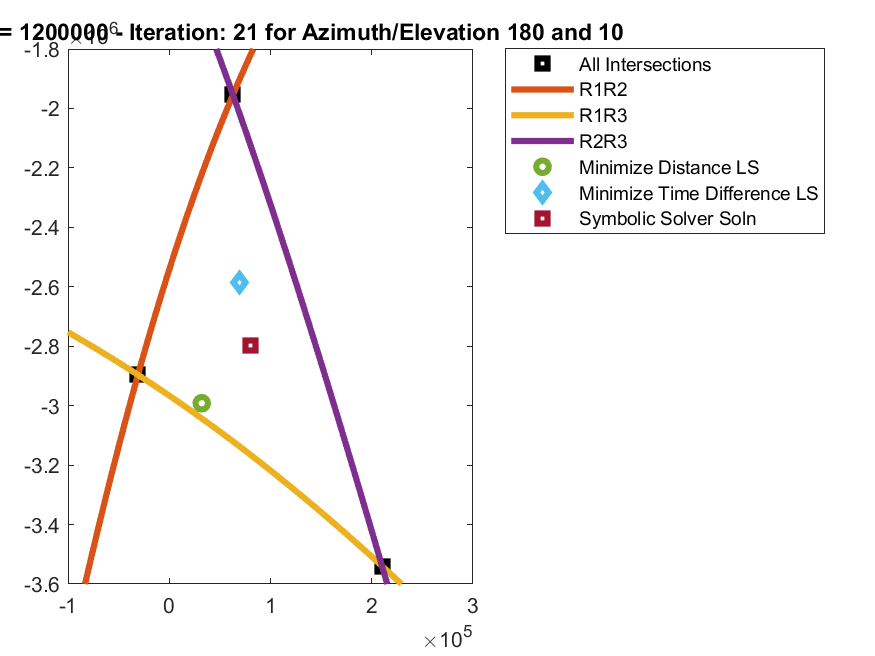 = 1200000 - Iteration: 21 for Azimuth/Elevation 180 and 10
×10^6
-1.8
-2
-2.2
-2.4
-2.6
-2.8
-3
-3.2
-3.4
-3.6
-1
0
1
2
3
×10^5
All Intersections
R1R2
R1R3
R2R3
Minimize Distance LS
Minimize Time Difference LS
Symbolic Solver Soln